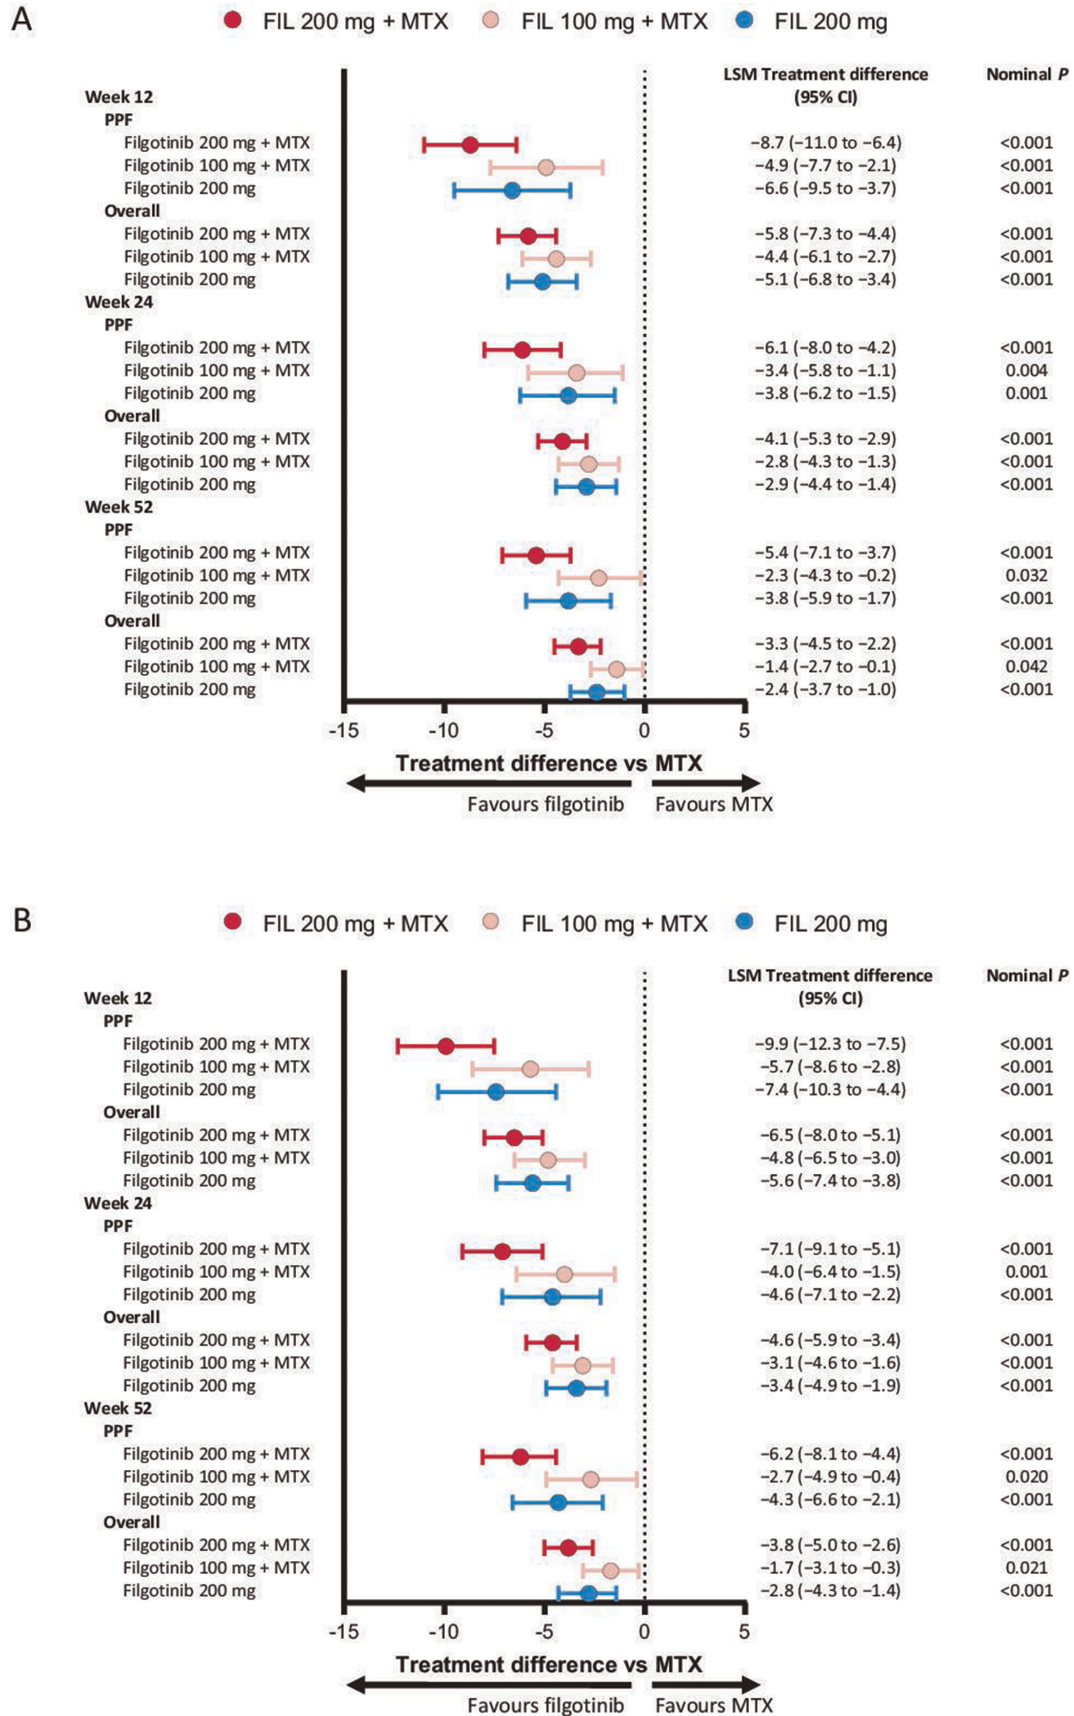 A
FIL 200 mg + MTX FIL 100 mg + MTX FIL 200 mg
LSM Treatment difference Nominal P
(95% CI)
Week 12
PPF
Filgotinib 200 mg + MTX −8.7 (−11.0 to −6.4) <0.001
Filgotinib 100 mg + MTX −4.9 (−7.7 to −2.1) <0.001
Filgotinib 200 mg −6.6 (−9.5 to −3.7) <0.001
Overall
Filgotinib 200 mg + MTX −5.8 (−7.3 to −4.4) <0.001
Filgotinib 100 mg + MTX −4.4 (−6.1 to −2.7) <0.001
Filgotinib 200 mg −5.1 (−6.8 to −3.4) <0.001
Week 24
PPF
Filgotinib 200 mg + MTX −6.1 (−8.0 to −4.2) <0.001
Filgotinib 100 mg + MTX −3.4 (−5.8 to −1.1) 0.004
Filgotinib 200 mg −3.8 (−6.2 to −1.5) 0.001
Overall
Filgotinib 200 mg + MTX −4.1 (−5.3 to −2.9) <0.001
Filgotinib 100 mg + MTX −2.8 (−4.3 to −1.3) <0.001
Filgotinib 200 mg −2.9 (−4.4 to −1.4) <0.001
Week 52
PPF
Filgotinib 200 mg + MTX −5.4 (−7.1 to −3.7) <0.001
Filgotinib 100 mg + MTX −2.3 (−4.3 to −0.2) 0.032
Filgotinib 200 mg −3.8 (−5.9 to −1.7) <0.001
Overall
Filgotinib 200 mg + MTX −3.3 (−4.5 to −2.2) <0.001
Filgotinib 100 mg + MTX −1.4 (−2.7 to −0.1) 0.042
Filgotinib 200 mg −2.4 (−3.7 to −1.0) <0.001
-15 -10 -5 0 5
Treatment difference vs MTX
Favours filgotinib Favours MTX
B
FIL 200 mg + MTX FIL 100 mg + MTX FIL 200 mg
LSM Treatment difference Nominal P
(95% CI)
Week 12
PPF
Filgotinib 200 mg + MTX −9.9 (−12.3 to −7.5) <0.001
Filgotinib 100 mg + MTX −5.7 (−8.6 to −2.8) <0.001
Filgotinib 200 mg −7.4 (−10.3 to −4.4) <0.001
Overall
Filgotinib 200 mg + MTX −6.5 (−8.0 to −5.1) <0.001
Filgotinib 100 mg + MTX −4.8 (−6.5 to −3.0) <0.001
Filgotinib 200 mg −5.6 (−7.4 to −3.8) <0.001
Week 24
PPF
Filgotinib 200 mg + MTX −7.1 (−9.1 to −5.1) <0.001
Filgotinib 100 mg + MTX −4.0 (−6.4 to −1.5) 0.001
Filgotinib 200 mg −4.6 (−7.1 to −2.2) <0.001
Overall
Filgotinib 200 mg + MTX −4.6 (−5.9 to −3.4) <0.001
Filgotinib 100 mg + MTX −3.1 (−4.6 to −1.6) <0.001
Filgotinib 200 mg −3.4 (−4.9 to −1.9) <0.001
Week 52
PPF
Filgotinib 200 mg + MTX −6.2 (−8.1 to −4.4) <0.001
Filgotinib 100 mg + MTX −2.7 (−4.9 to −0.4) 0.020
Filgotinib 200 mg −4.3 (−6.6 to −2.1) <0.001
Overall
Filgotinib 200 mg + MTX −3.8 (−5.0 to −2.6) <0.001
Filgotinib 100 mg + MTX −1.7 (−3.1 to −0.3) 0.021
Filgotinib 200 mg −2.8 (−4.3 to −1.4) <0.001
-15 -10 -5 0 5
Treatment difference vs MTX
Favours filgotinib Favours MTX